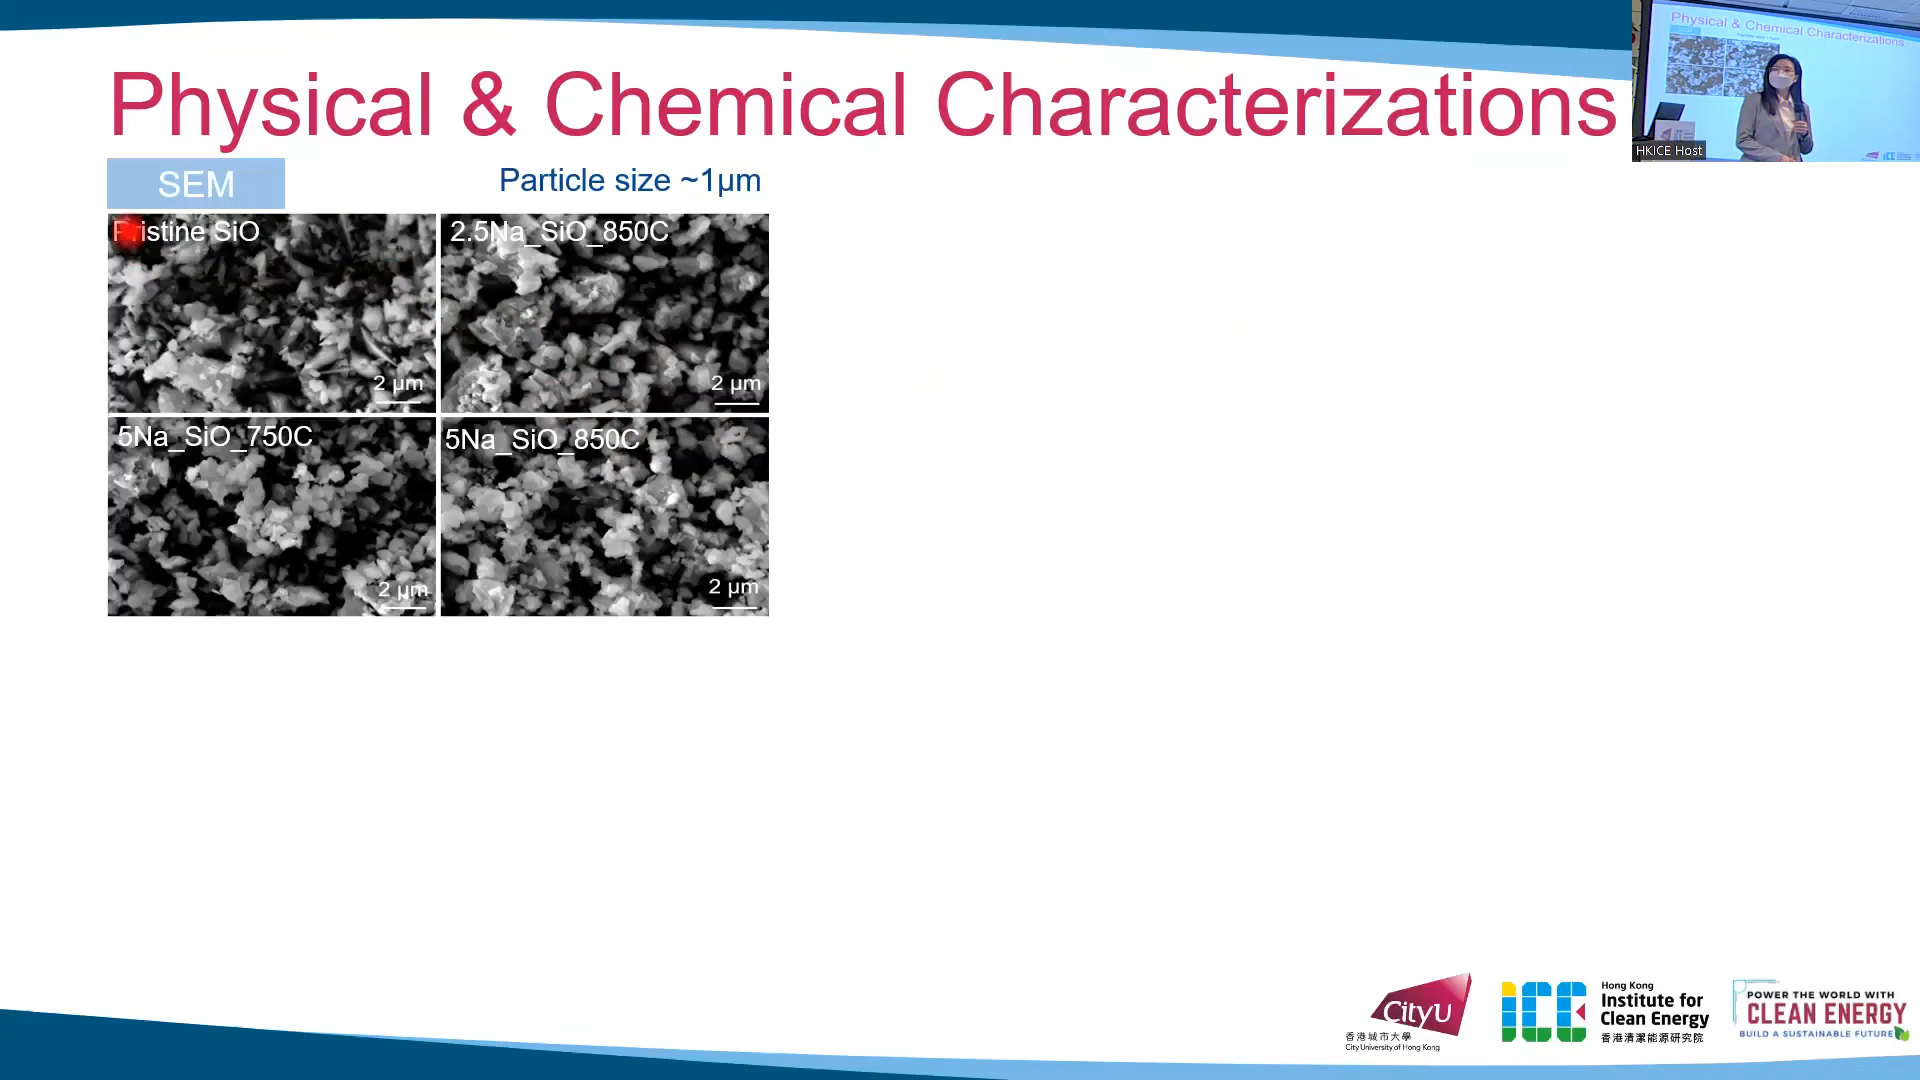 Physical & Chemical Characterizations
SEM
Particle size ~1µm
Pristine SiO
2.5Na_SiO_850C
2 µm
2 µm
5Na_SiO_750C
5Na_SiO_850C
2 µm
2 µm
Physical & Chemical Characterizations
HKICE Host
CityU
香港城市大學
City University of Hong Kong
ICE
Hong Kong
Institute for
Clean Energy
香港清潔能源研究院
POWER THE WORLD WITH
CLEAN ENERGY
BUILD A SUSTAINABLE FUTURE